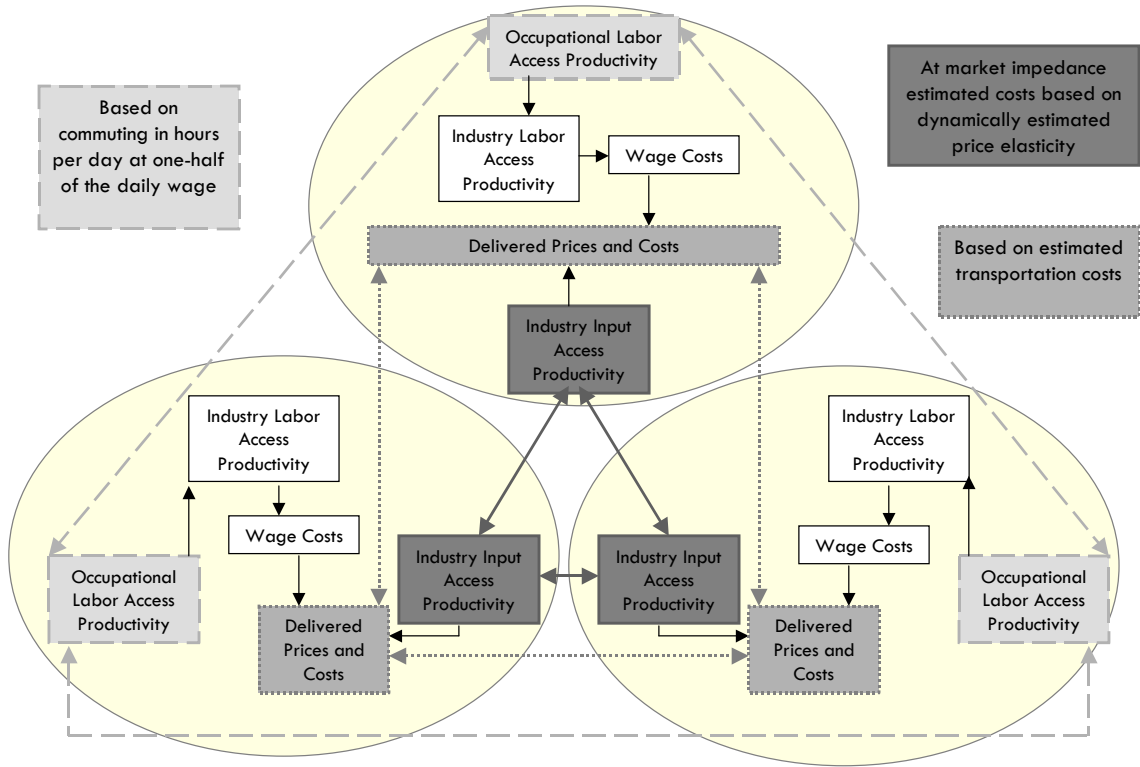 Occupational Labor
Access Productivity
Industry Labor
Access
Productivity
Wage Costs
Delivered Prices and Costs
Industry Input
Access
Productivity
Based on
commuting in hours
per day at one-half
of the daily wage
At market impedance
estimated costs based on
dynamically estimated
price elasticity
Based on estimated
transportation costs
Industry Labor
Access
Productivity
Wage Costs
Occupational
Labor Access
Productivity
Delivered
Prices and
Costs
Industry Input
Access
Productivity
Industry Input
Access
Productivity
Industry Labor
Access
Productivity
Wage Costs
Delivered
Prices and
Costs
Occupational
Labor Access
Productivity